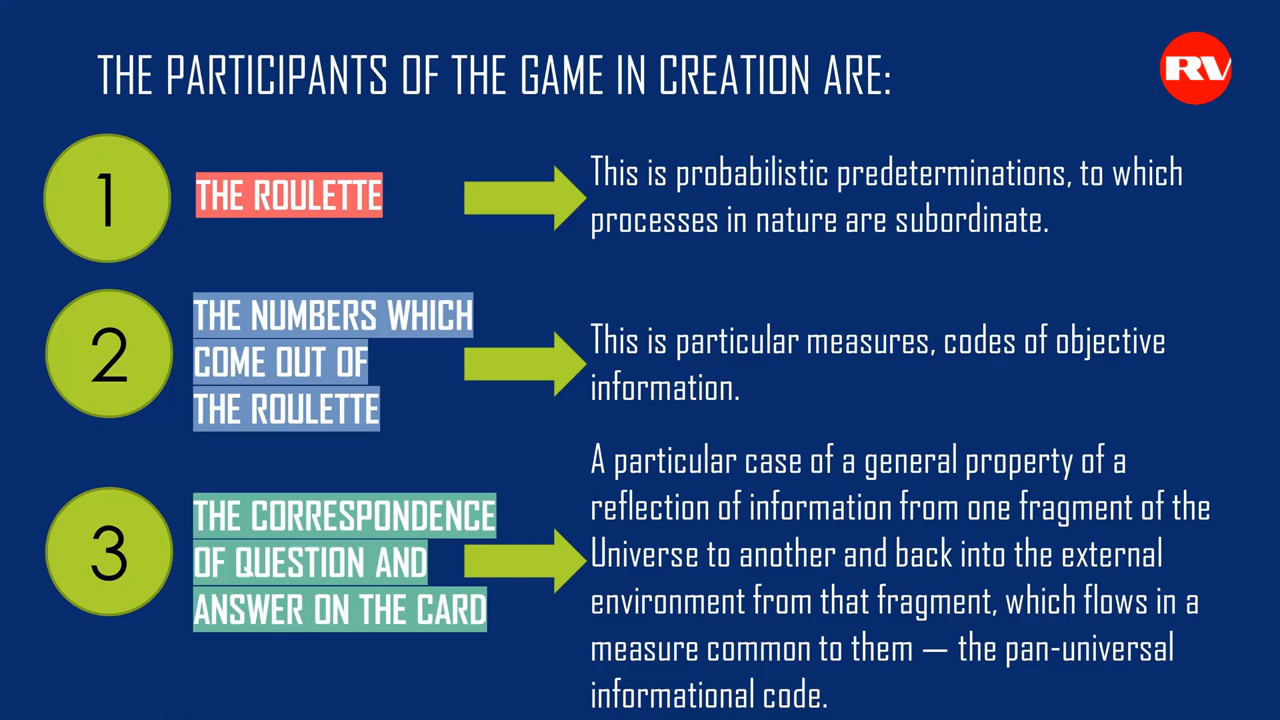 THE PARTICIPANTS OF THE GAME IN CREATION ARE:
RV
1
THE ROULETTE
This is probabilistic predeterminations, to which
processes in nature are subordinate.
2
THE NUMBERS WHICH
COME OUT OF
THE ROULETTE
This is particular measures, codes of objective
information.
3
THE CORRESPONDENCE
OF QUESTION AND
ANSWER ON THE CARD
A particular case of a general property of a
reflection of information from one fragment of the
Universe to another and back into the external
environment from that fragment, which flows in a
measure common to them — the pan-universal
informational code.